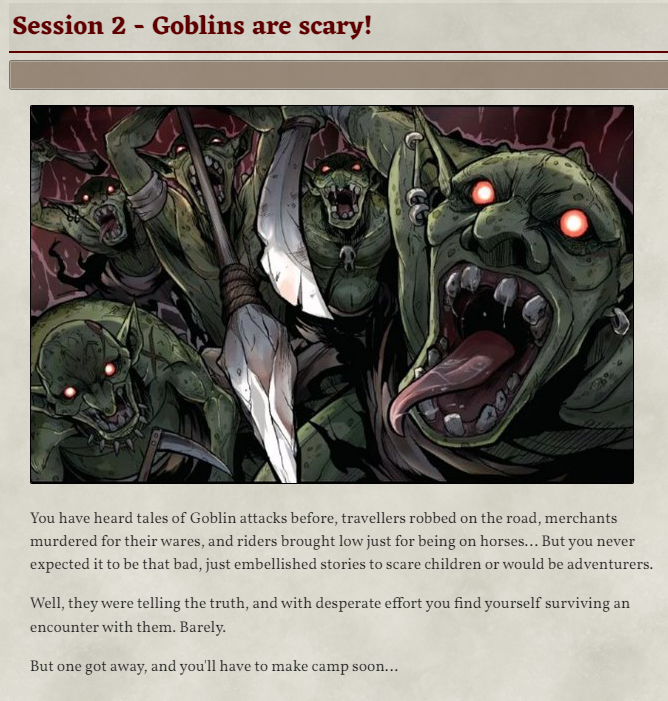 Session 2 - Goblins are scary!
You have heard tales of Goblin attacks before, travellers robbed on the road, merchants
murdered for their wares, and riders brought low just for being on horses... But you never
expected it to be that bad, just embellished stories to scare children or would be adventurers.
Well, they were telling the truth, and with desperate effort you find yourself surviving an
encounter with them. Barely.
But one got away, and you'll have to make camp soon...